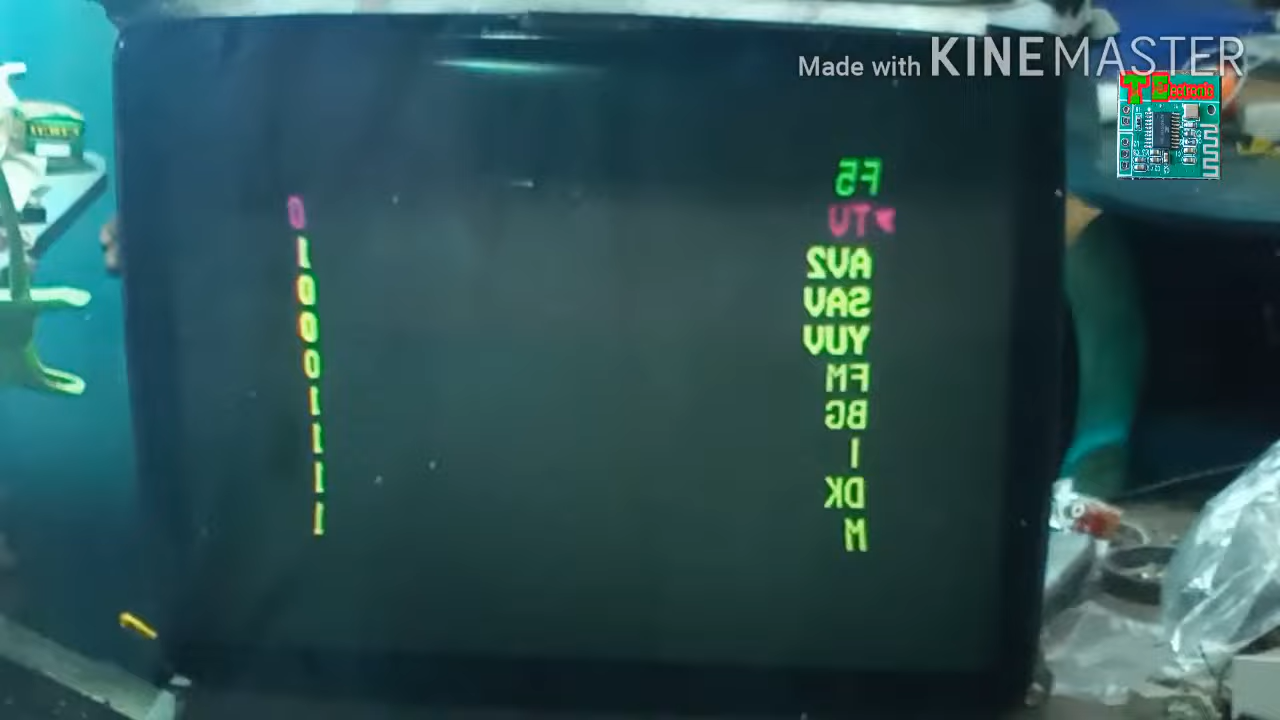 Made with KINEMASTER
TElectronic
F5
TV 0
AV2 1
SAV 0
YUV 0
FM 0
BG 1
I 1
DK 1
M 1